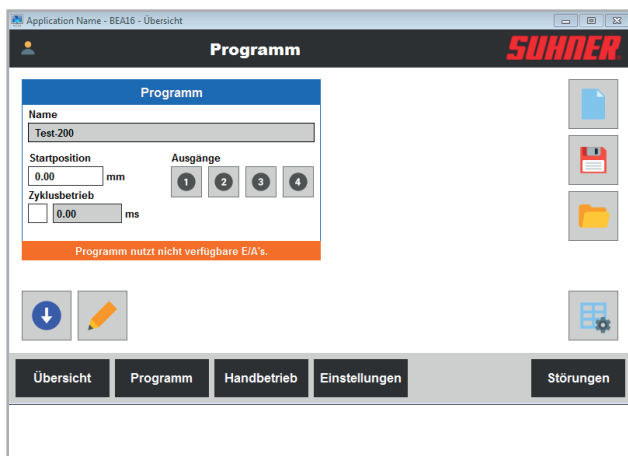 Application Name - BEA16 - Übersicht
Programm
SUHNER
Programm
Name
Test-200
Startposition
Ausgänge
0.00 mm
1 2 3 4
Zyklusbetrieb
0.00 ms
Programm nutzt nicht verfügbare E/A's.
Übersicht Programm Handbetrieb Einstellungen Störungen